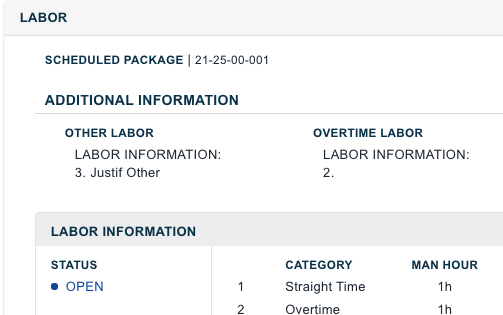 LABOR
SCHEDULED PACKAGE | 21-25-00-001
ADDITIONAL INFORMATION
OTHER LABOR
LABOR INFORMATION:
3. Justif Other
OVERTIME LABOR
LABOR INFORMATION:
2.
LABOR INFORMATION
STATUS
OPEN
CATEGORY MAN HOUR
1 Straight Time 1h
2 Overtime 1h